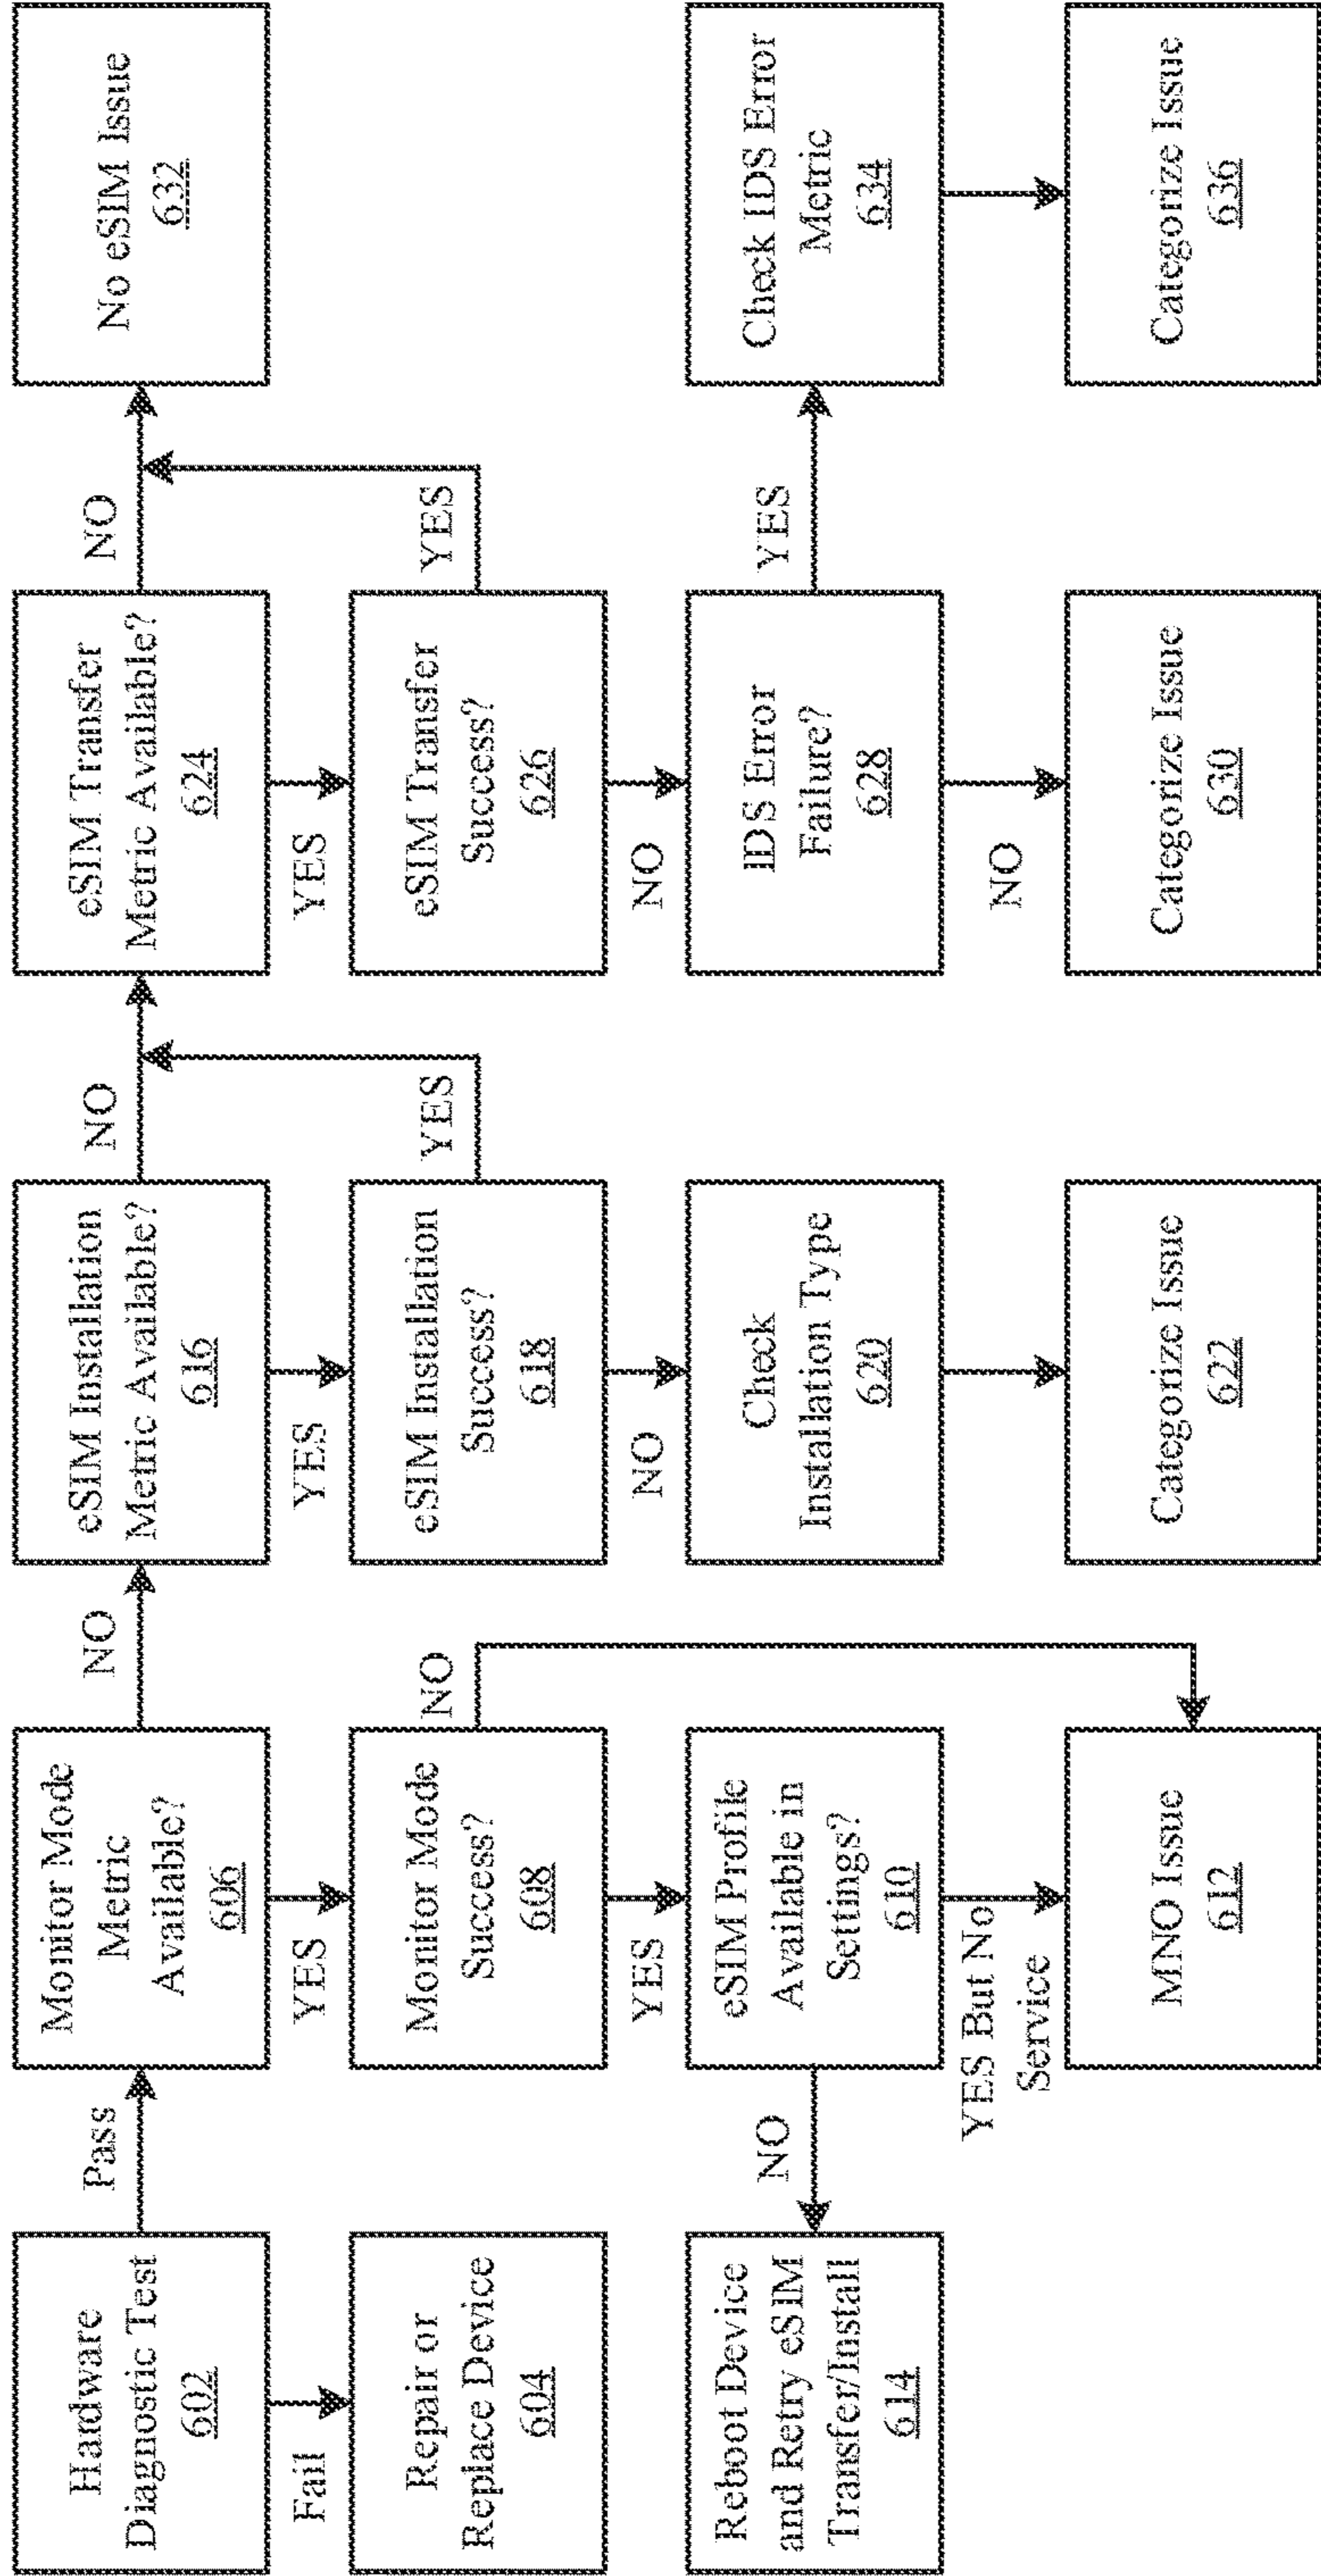 Hardware
Diagnostic Test
602
Pass
Fail
Repair or
Replace Device
604
Monitor Mode
Metric
Available?
606
NO
YES
Monitor Mode
Success?
608
NO
YES
eSIM Profile
Available in
Settings?
610
NO
YES But No
Service
Reboot Device
and Retry eSIM
Transfer/Install
614
MNO Issue
612
eSIM Installation
Metric Available?
616
NO
YES
eSIM Installation
Success?
618
YES
NO
Check
Installation Type
620
Categorize Issue
622
eSIM Transfer
Metric Available?
624
NO
YES
eSIM Transfer
Success?
626
YES
NO
IDS Error
Failure?
628
YES
NO
Categorize Issue
630
No eSIM Issue
632
Check IDS Error
Metric
634
Categorize Issue
636